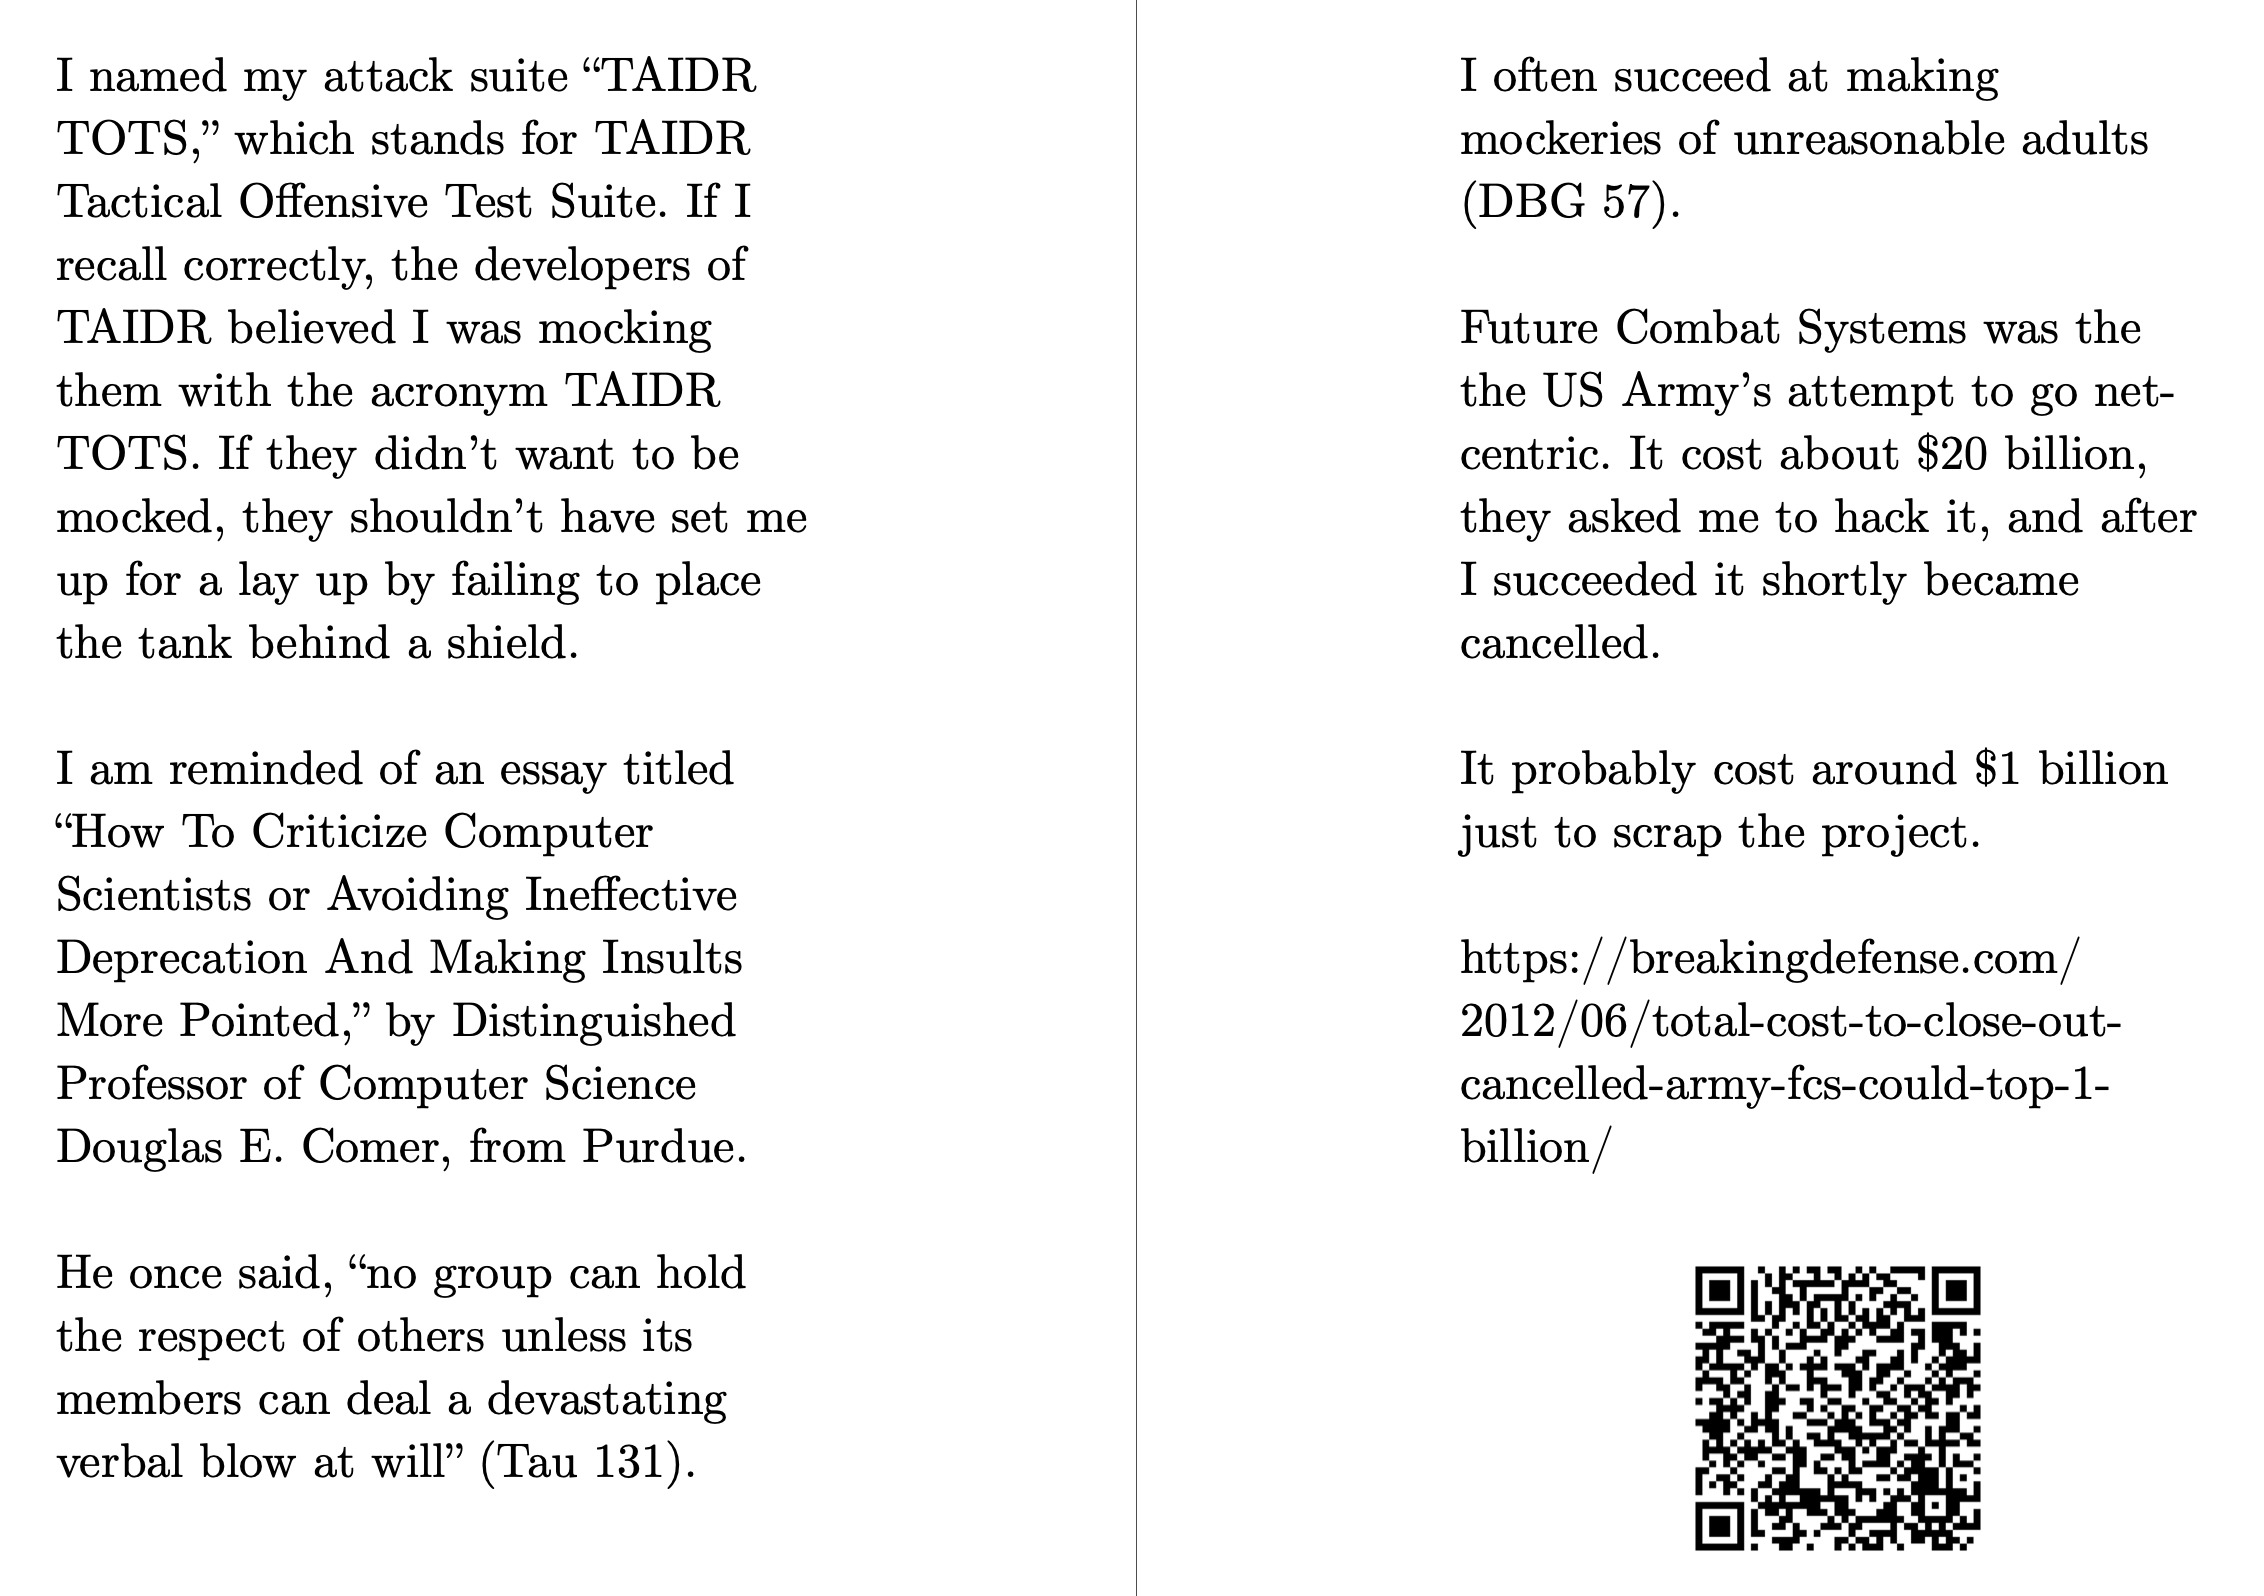 I named my attack suite “TAIDR
TOTS,” which stands for TAIDR
Tactical Offensive Test Suite. If I
recall correctly, the developers of
TAIDR believed I was mocking
them with the acronym TAIDR
TOTS. If they didn’t want to be
mocked, they shouldn’t have set me
up for a lay up by failing to place
the tank behind a shield.
I am reminded of an essay titled
“How To Criticize Computer
Scientists or Avoiding Ineffective
Deprecation And Making Insults
More Pointed,” by Distinguished
Professor of Computer Science
Douglas E. Comer, from Purdue.
He once said, “no group can hold
the respect of others unless its
members can deal a devastating
verbal blow at will” (Tau 131).
I often succeed at making
mockeries of unreasonable adults
(DBG 57).
Future Combat Systems was the
the US Army’s attempt to go net-
centric. It cost about $20 billion,
they asked me to hack it, and after
I succeeded it shortly became
cancelled.
It probably cost around $1 billion
just to scrap the project.
https://breakingdefense.com/
2012/06/total-cost-to-close-out-
cancelled-army-fcs-could-top-1-
billion/